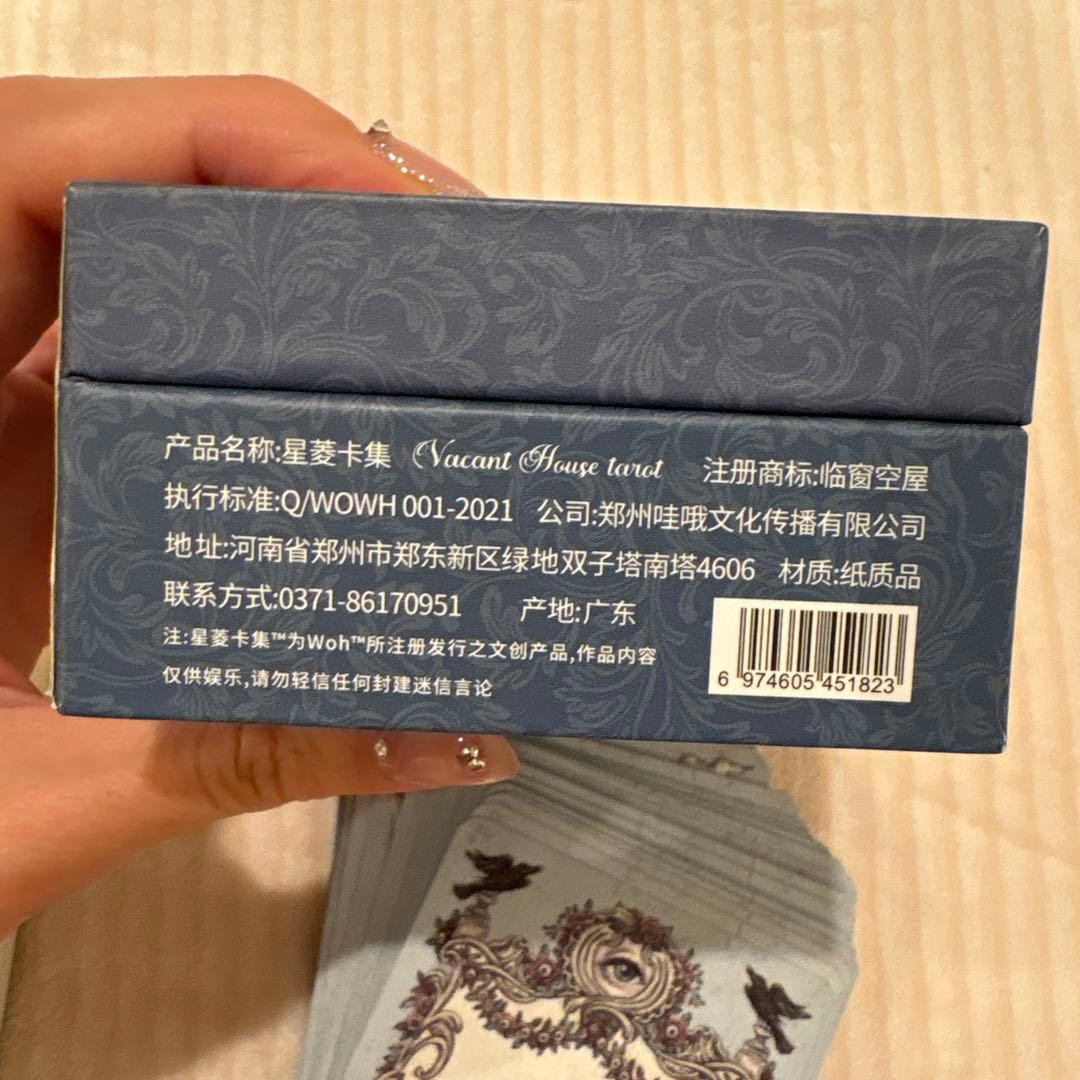 产品名称:星菱卡集 Vacant House tarot 注册商标:临窗空屋
执行标准:Q/WOWH 001-2021 公司:郑州哇哦文化传播有限公司
地址:河南省郑州市郑东新区绿地双子塔南塔4606 材质:纸质品
联系方式:0371-86170951 产地:广东
注:星菱卡集™为Woh™所注册发行之文创产品,作品内容
仅供娱乐,请勿轻信任何封建迷信言论
6 974605 451823